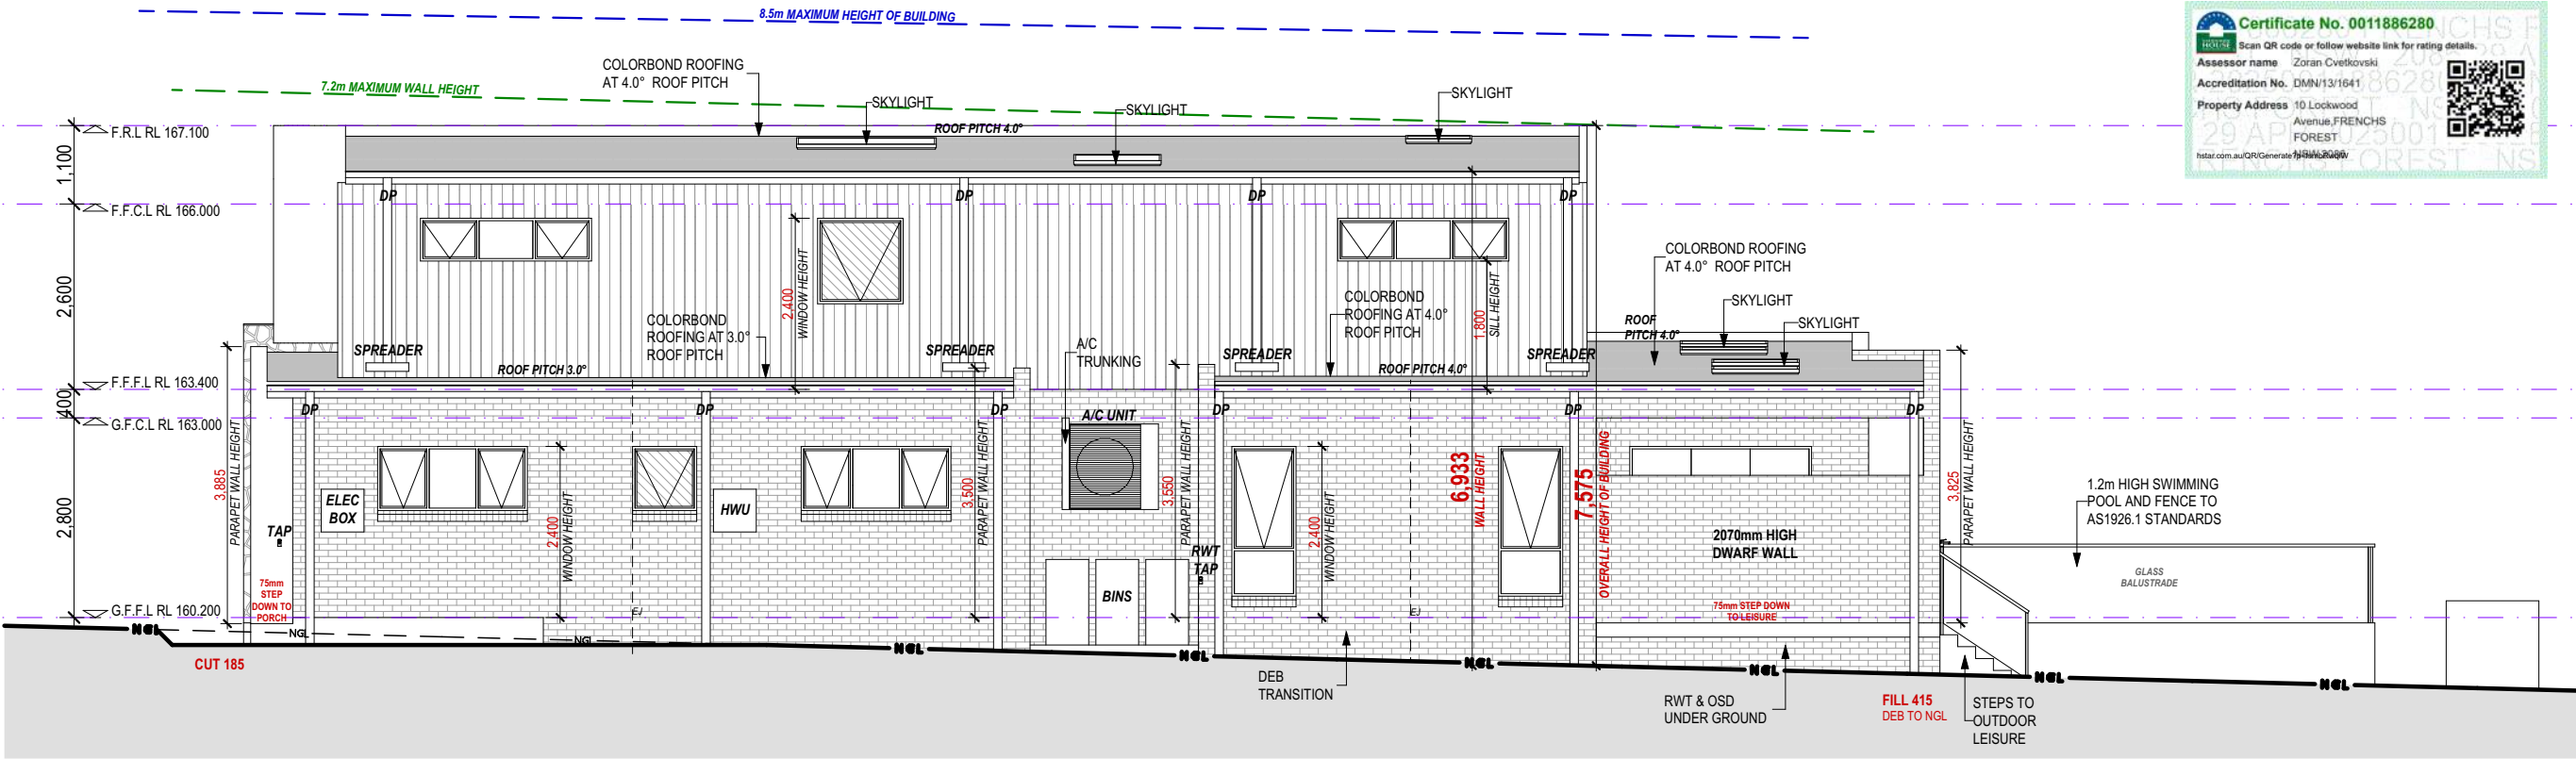 8.5m MAXIMUM HEIGHT OF BUILDING
Certificate No. 0011886280
Scan QR code or follow website link for rating details.
Assessor name Zoran Cvetkovski
Accreditation No. DMN/13/1641
Property Address 10 Lockwood
Avenue,FRENCHS
FOREST
7.2m MAXIMUM WALL HEIGHT
COLORBOND ROOFING
AT 4.0° ROOF PITCH
SKYLIGHT
SKYLIGHT
SKYLIGHT
ROOF PITCH 4.0°
F.R.L RL 167.100
1,100
F.F.C.L RL 166.000
2,600
F.F.F.L RL 163.400
400
G.F.C.L RL 163.000
2,800
G.F.F.L RL 160.200
DP
DP
DP
DP
2,400
WINDOW HEIGHT
1,800
SILL HEIGHT
COLORBOND
ROOFING AT 3.0°
ROOF PITCH
COLORBOND
ROOFING AT 4.0°
ROOF PITCH
COLORBOND ROOFING
AT 4.0° ROOF PITCH
SKYLIGHT
SKYLIGHT
ROOF
PITCH 4.0°
SPREADER
SPREADER
SPREADER
SPREADER
A/C
TRUNKING
ROOF PITCH 3.0°
ROOF PITCH 4.0°
DP
DP
DP
DP
DP
DP
A/C UNIT
3,885
PARAPET WALL HEIGHT
TAP
75mm
STEP
DOWN TO
PORCH
ELEC
BOX
2,400
WINDOW HEIGHT
HWU
3,500
PARAPET WALL HEIGHT
BINS
3,550
PARAPET WALL HEIGHT
RWT
TAP
2,400
WINDOW HEIGHT
6,933
WALL HEIGHT
7,575
OVERALL HEIGHT OF BUILDING
2070mm HIGH
DWARF WALL
75mm STEP DOWN
TO LEISURE
3,825
PARAPET WALL HEIGHT
1.2m HIGH SWIMMING
POOL AND FENCE TO
AS1926.1 STANDARDS
GLASS
BALUSTRADE
EJ
EJ
NGL
NGL
NGL
NGL
NGL
NGL
NGL
NGL
NGL
CUT 185
DEB
TRANSITION
RWT & OSD
UNDER GROUND
FILL 415
DEB TO NGL
STEPS TO
OUTDOOR
LEISURE